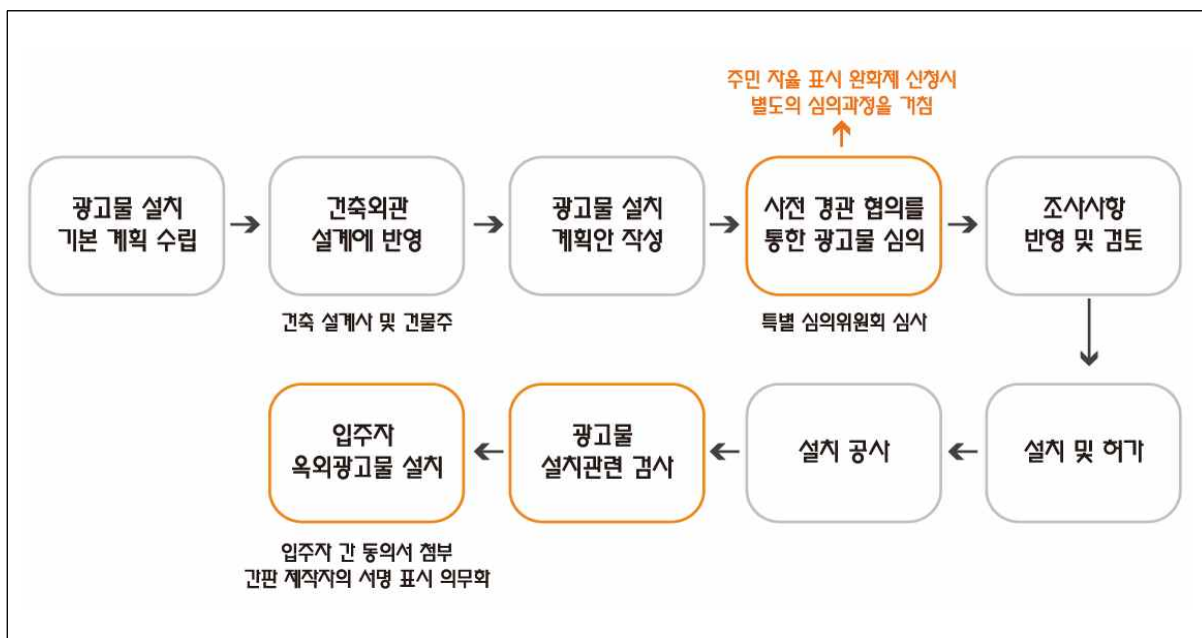 주민 자율 표시 완화제 신청시
별도의 심의과정을 거침
광고물 설치
기본 계획 수립
건축외관
설계에 반영
건축 설계사 및 건물주
광고물 설치
계획안 작성
사전 경관 협의를
통한 광고물 심의
특별 심의위원회 심사
조사사항
반영 및 검토
설치 및 허가
설치 공사
광고물
설치관련 검사
입주자
옥외광고물 설치
입주자 간 동의서 첨부
간판 제작자의 서명 표시 의무화